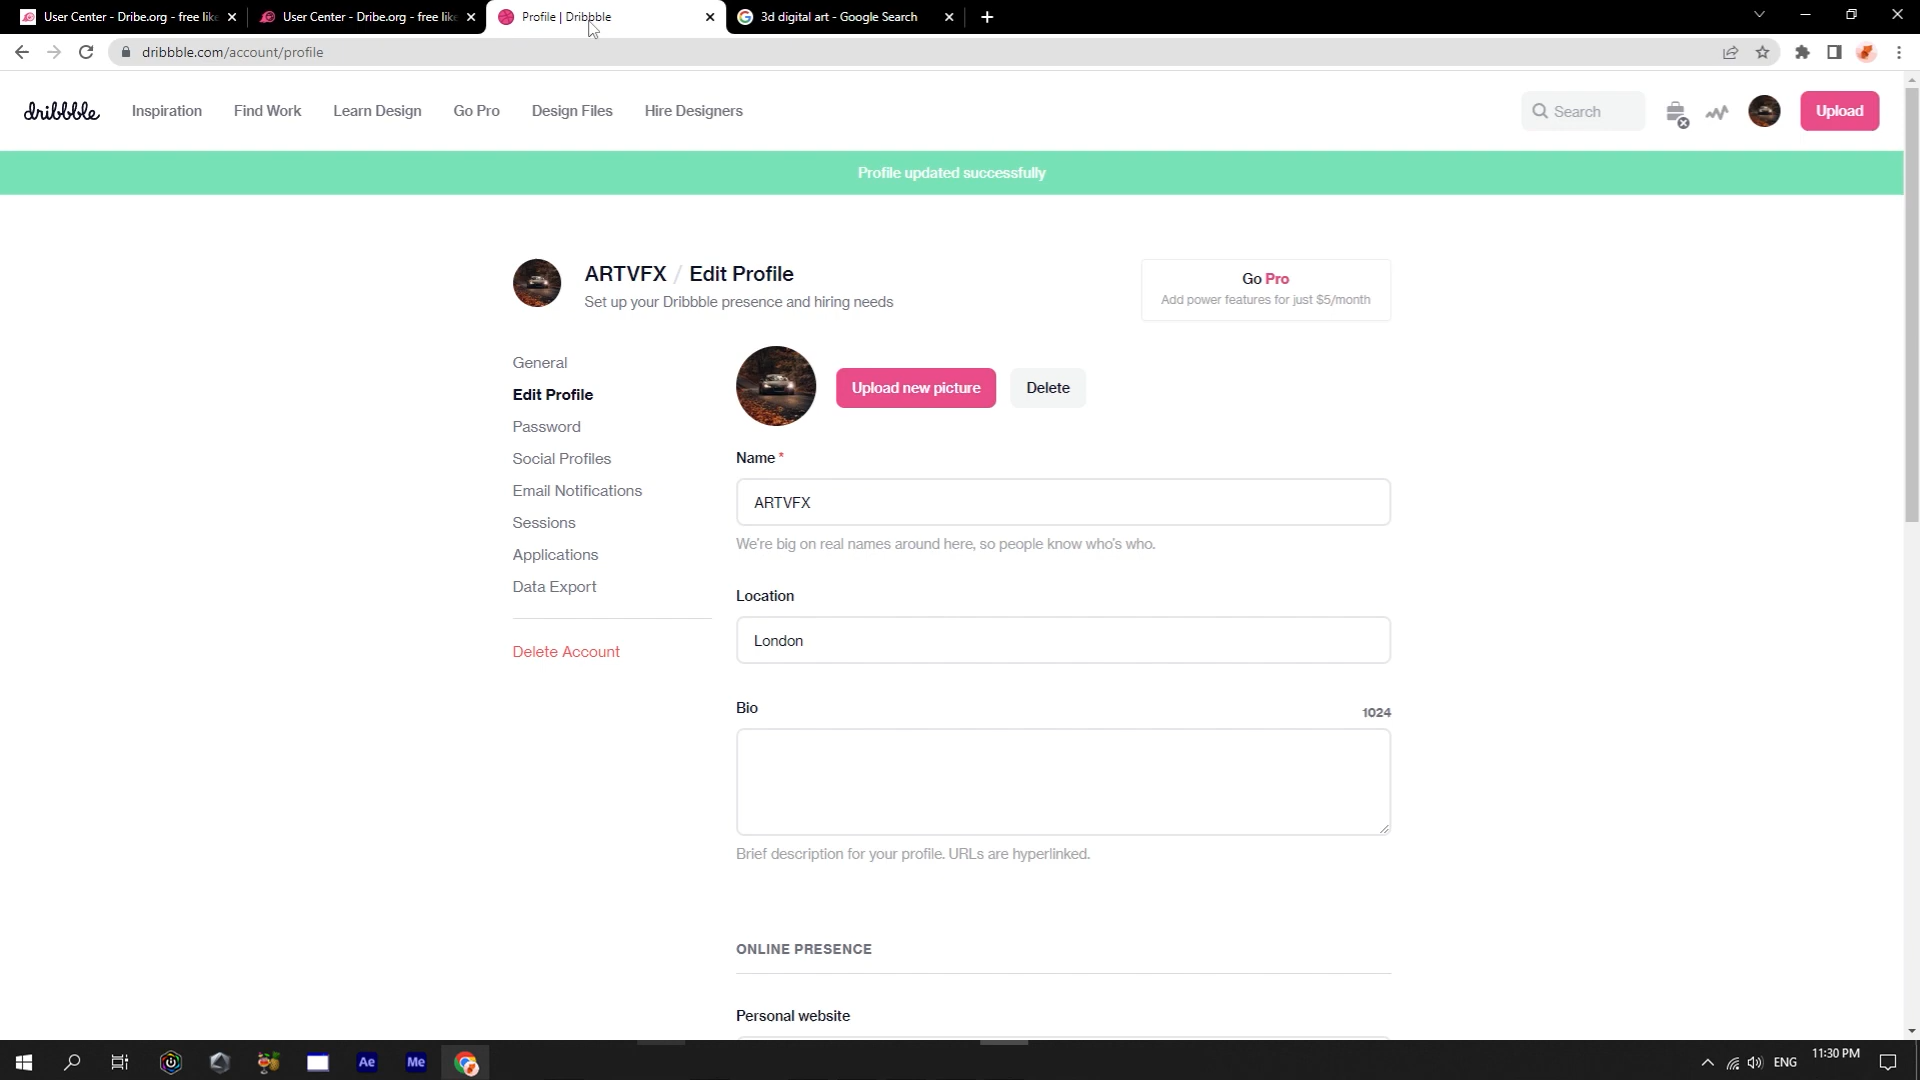 User Center - Dribe.org - free like
User Center - Dribe.org - free like
Profile | Dribbble
3d digital art - Google Search
dribbble.com/account/profile
dribbble
Inspiration
Find Work
Learn Design
Go Pro
Design Files
Hire Designers
Search
Upload
Profile updated successfully
ARTVFX / Edit Profile
Set up your Dribbble presence and hiring needs
Go Pro
Add power features for just $5/month
General
Edit Profile
Password
Social Profiles
Email Notifications
Sessions
Applications
Data Export
Delete Account
Upload new picture
Delete
Name *
ARTVFX
We're big on real names around here, so people know who's who.
Location
London
Bio
1024
Brief description for your profile. URLs are hyperlinked.
ONLINE PRESENCE
Personal website
Ae
Me
ENG
11:30 PM